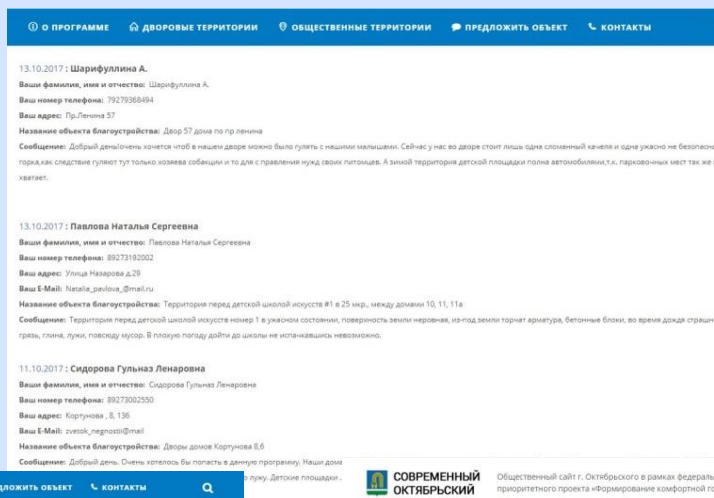 О ПРОГРАММЕ ДВОРОВЫЕ ТЕРРИТОРИИ ОБЩЕСТВЕННЫЕ ТЕРРИТОРИИ ПРЕДЛОЖИТЬ ОБЪЕКТ КОНТАКТЫ
13.10.2017 : Шарифуллина А.
Ваши фамилия, имя и отчество: Шарифуллина А.
Ваш номер телефона: 79279368494
Ваш адрес: Пр.Ленина 57
Название объекта благоустройства: Двор 57 дома по пр ленина
Сообщение: Добрый день!очень хочется чтоб в нашем дворе можно было гулять с нашими малышами. Сейчас у нас во дворе стоит лишь одна сломанный качеля и одна ужасно не безопасн
горка,как следствие гуляют тут только хозяева собакции и то для с правления нужд своих питомцев. А зимой территория детской площадки полна автомобилями,т.к. парковочных мест так же
хватает.
13.10.2017 : Павлова Наталья Сергеевна
Ваши фамилия, имя и отчество: Павлова Наталья Сергеевна
Ваш номер телефона: 89273192002
Ваш адрес: Улица Назарова д.29
Ваш E-Mail: Natalia_pavlova_@mail.ru
Название объекта благоустройства: Территория перед детской школой искусств #1 в 25 мкр., между домами 10, 11, 11а
Сообщение: Территория перед детской школой искусств номер 1 в ужасном состоянии, поверхность земли неровная, из-под земли торчат арматура, бетонные блоки, во время дождя страшн
грязь, глина, лужи, повсюду мусор. В плохую погоду дойти до школы не испачкавшись невозможно.
11.10.2017 : Сидорова Гульназ Ленаровна
Ваши фамилия, имя и отчество: Сидорова Гульназ Ленаровна
Ваш номер телефона: 89273002550
Ваш адрес: Кортунова , 8, 136
Ваш E-Mail: zvetok_negnostii@mail
Название объекта благоустройства: Дворы домов Кортунова 8,6
Сообщение: Добрый день. Очень хотелось бы попасть в данную программу. Наши дома
о лужу. Детские площадки
ДЛОЖИТЬ ОБЪЕКТ КОНТАКТЫ
СОВРЕМЕННЫЙ
ОКТЯБРЬСКИЙ
Общественный сайт г. Октябрьского в рамках федераль
приоритетного проекта «Формирование комфортной го